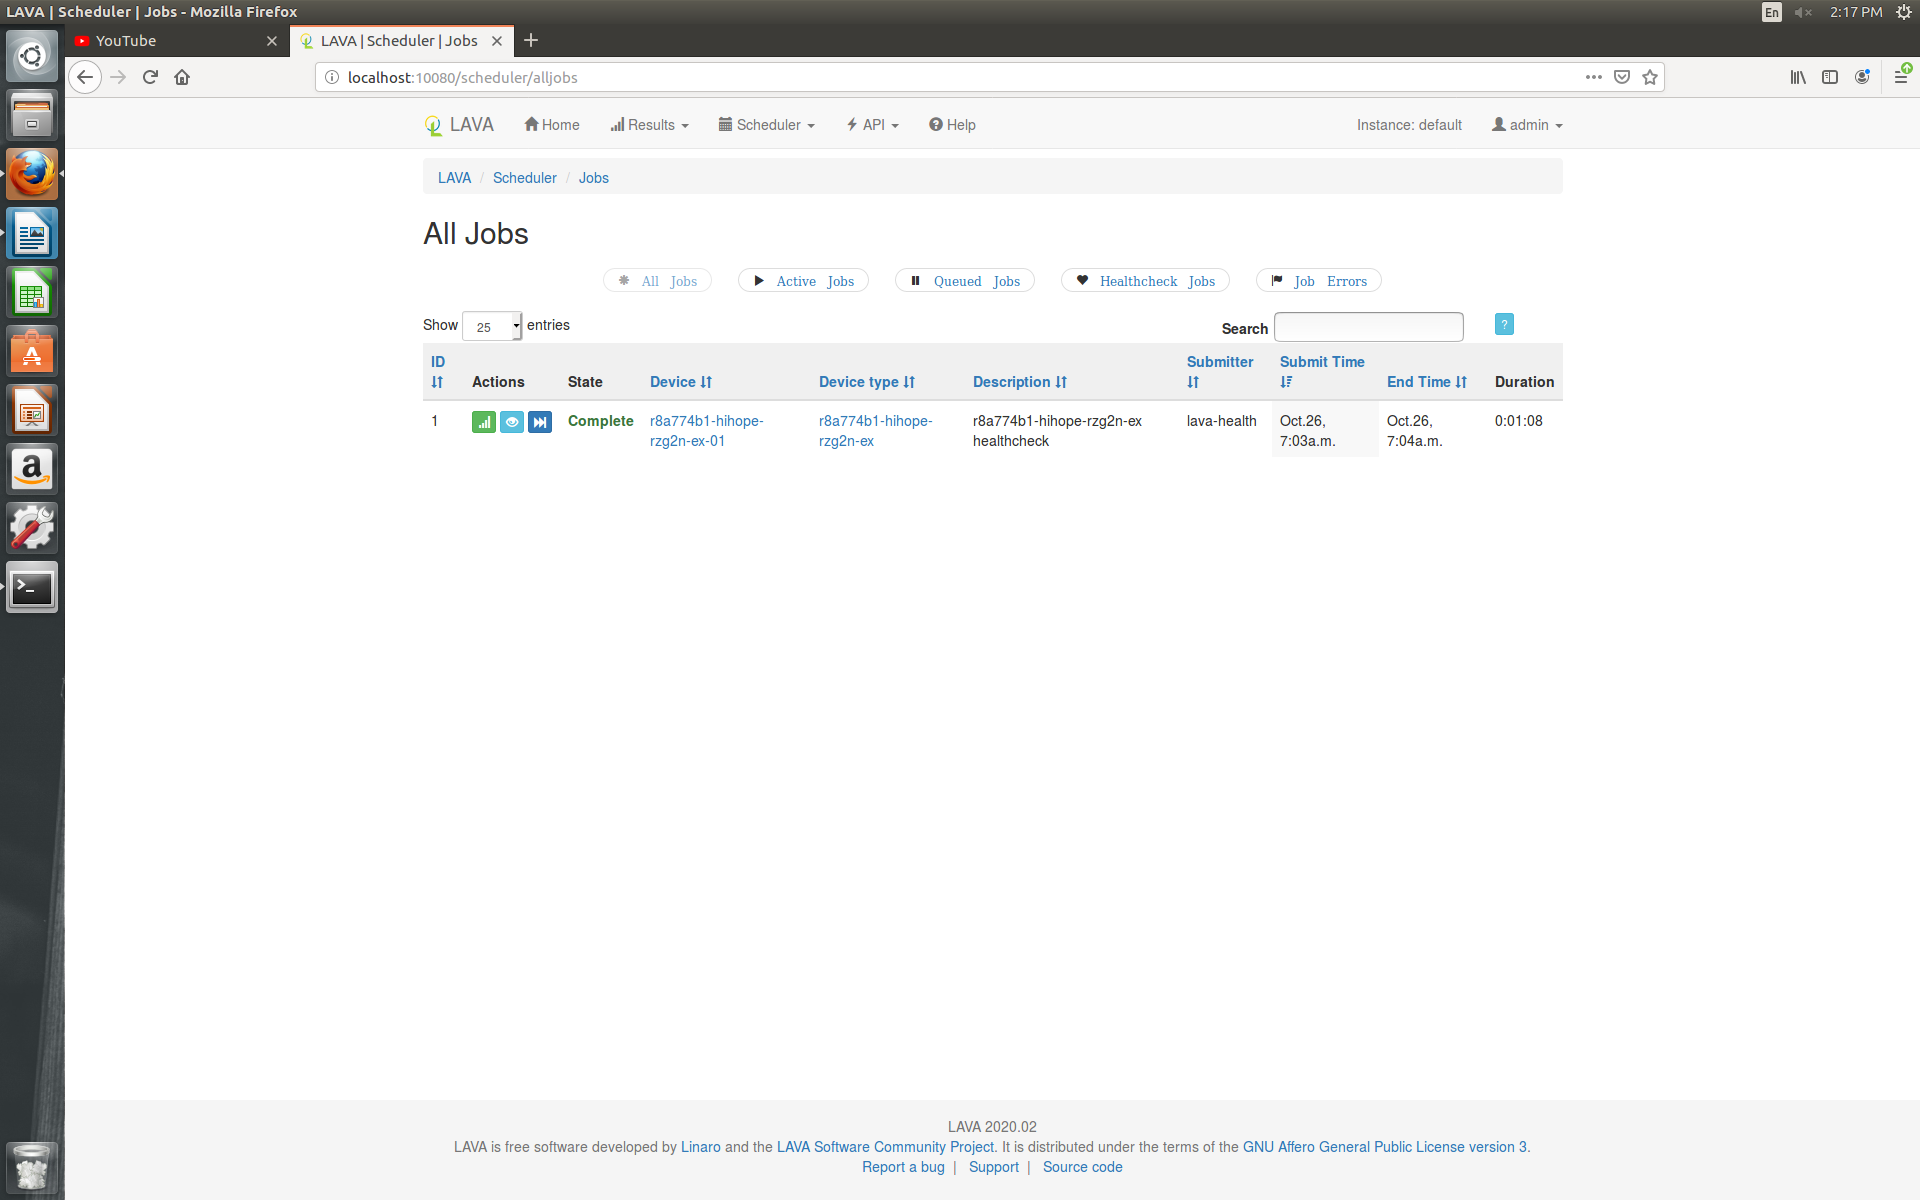 LAVA | Scheduler | Jobs - Mozilla Firefox
En
2:17 PM
YouTube
LAVA | Scheduler | Jobs
localhost:10080/scheduler/alljobs
LAVA
Home
Results
Scheduler
API
Help
Instance: default
admin
LAVA / Scheduler / Jobs
All Jobs
All Jobs
Active Jobs
Queued Jobs
Healthcheck Jobs
Job Errors
Show 25 entries
Search
?
ID Actions State Device Device type Description Submitter Submit Time End Time Duration
1 Complete r8a774b1-hihope- r8a774b1-hihope- r8a774b1-hihope-rzg2n-ex lava-health Oct.26, Oct.26, 0:01:08
rzg2n-ex-01 rzg2n-ex healthcheck 7:03a.m. 7:04a.m.
LAVA 2020.02
LAVA is free software developed by Linaro and the LAVA Software Community Project. It is distributed under the terms of the GNU Affero General Public License version 3.
Report a bug | Support | Source code